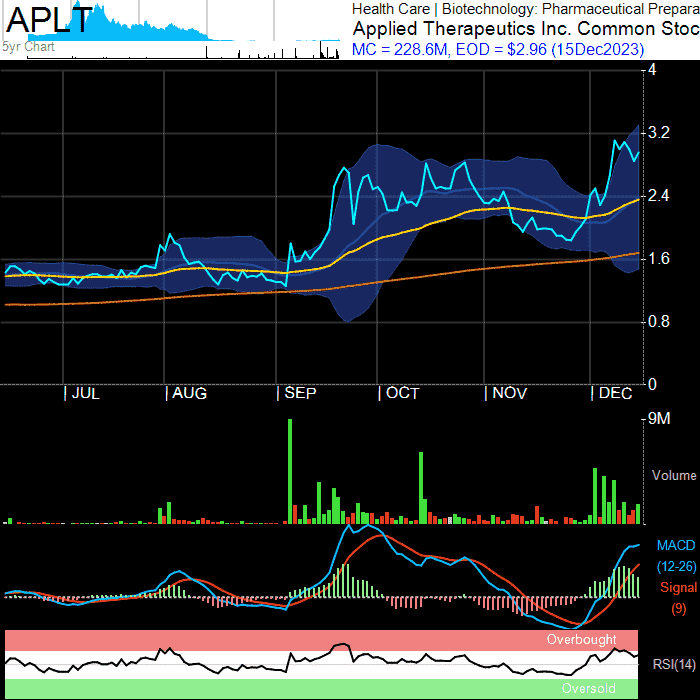 APLT
5yr Chart
Health Care | Biotechnology: Pharmaceutical Prepara
Applied Therapeutics Inc. Common Stoc
MC = 228.6M, EOD = $2.96 (15Dec2023)
4
3.2
2.4
1.6
0.8
0
| JUL | AUG | SEP | OCT | NOV | DEC
9M
Volume
MACD
(12-26)
Signal
(9)
Overbought
RSI(14)
Oversold